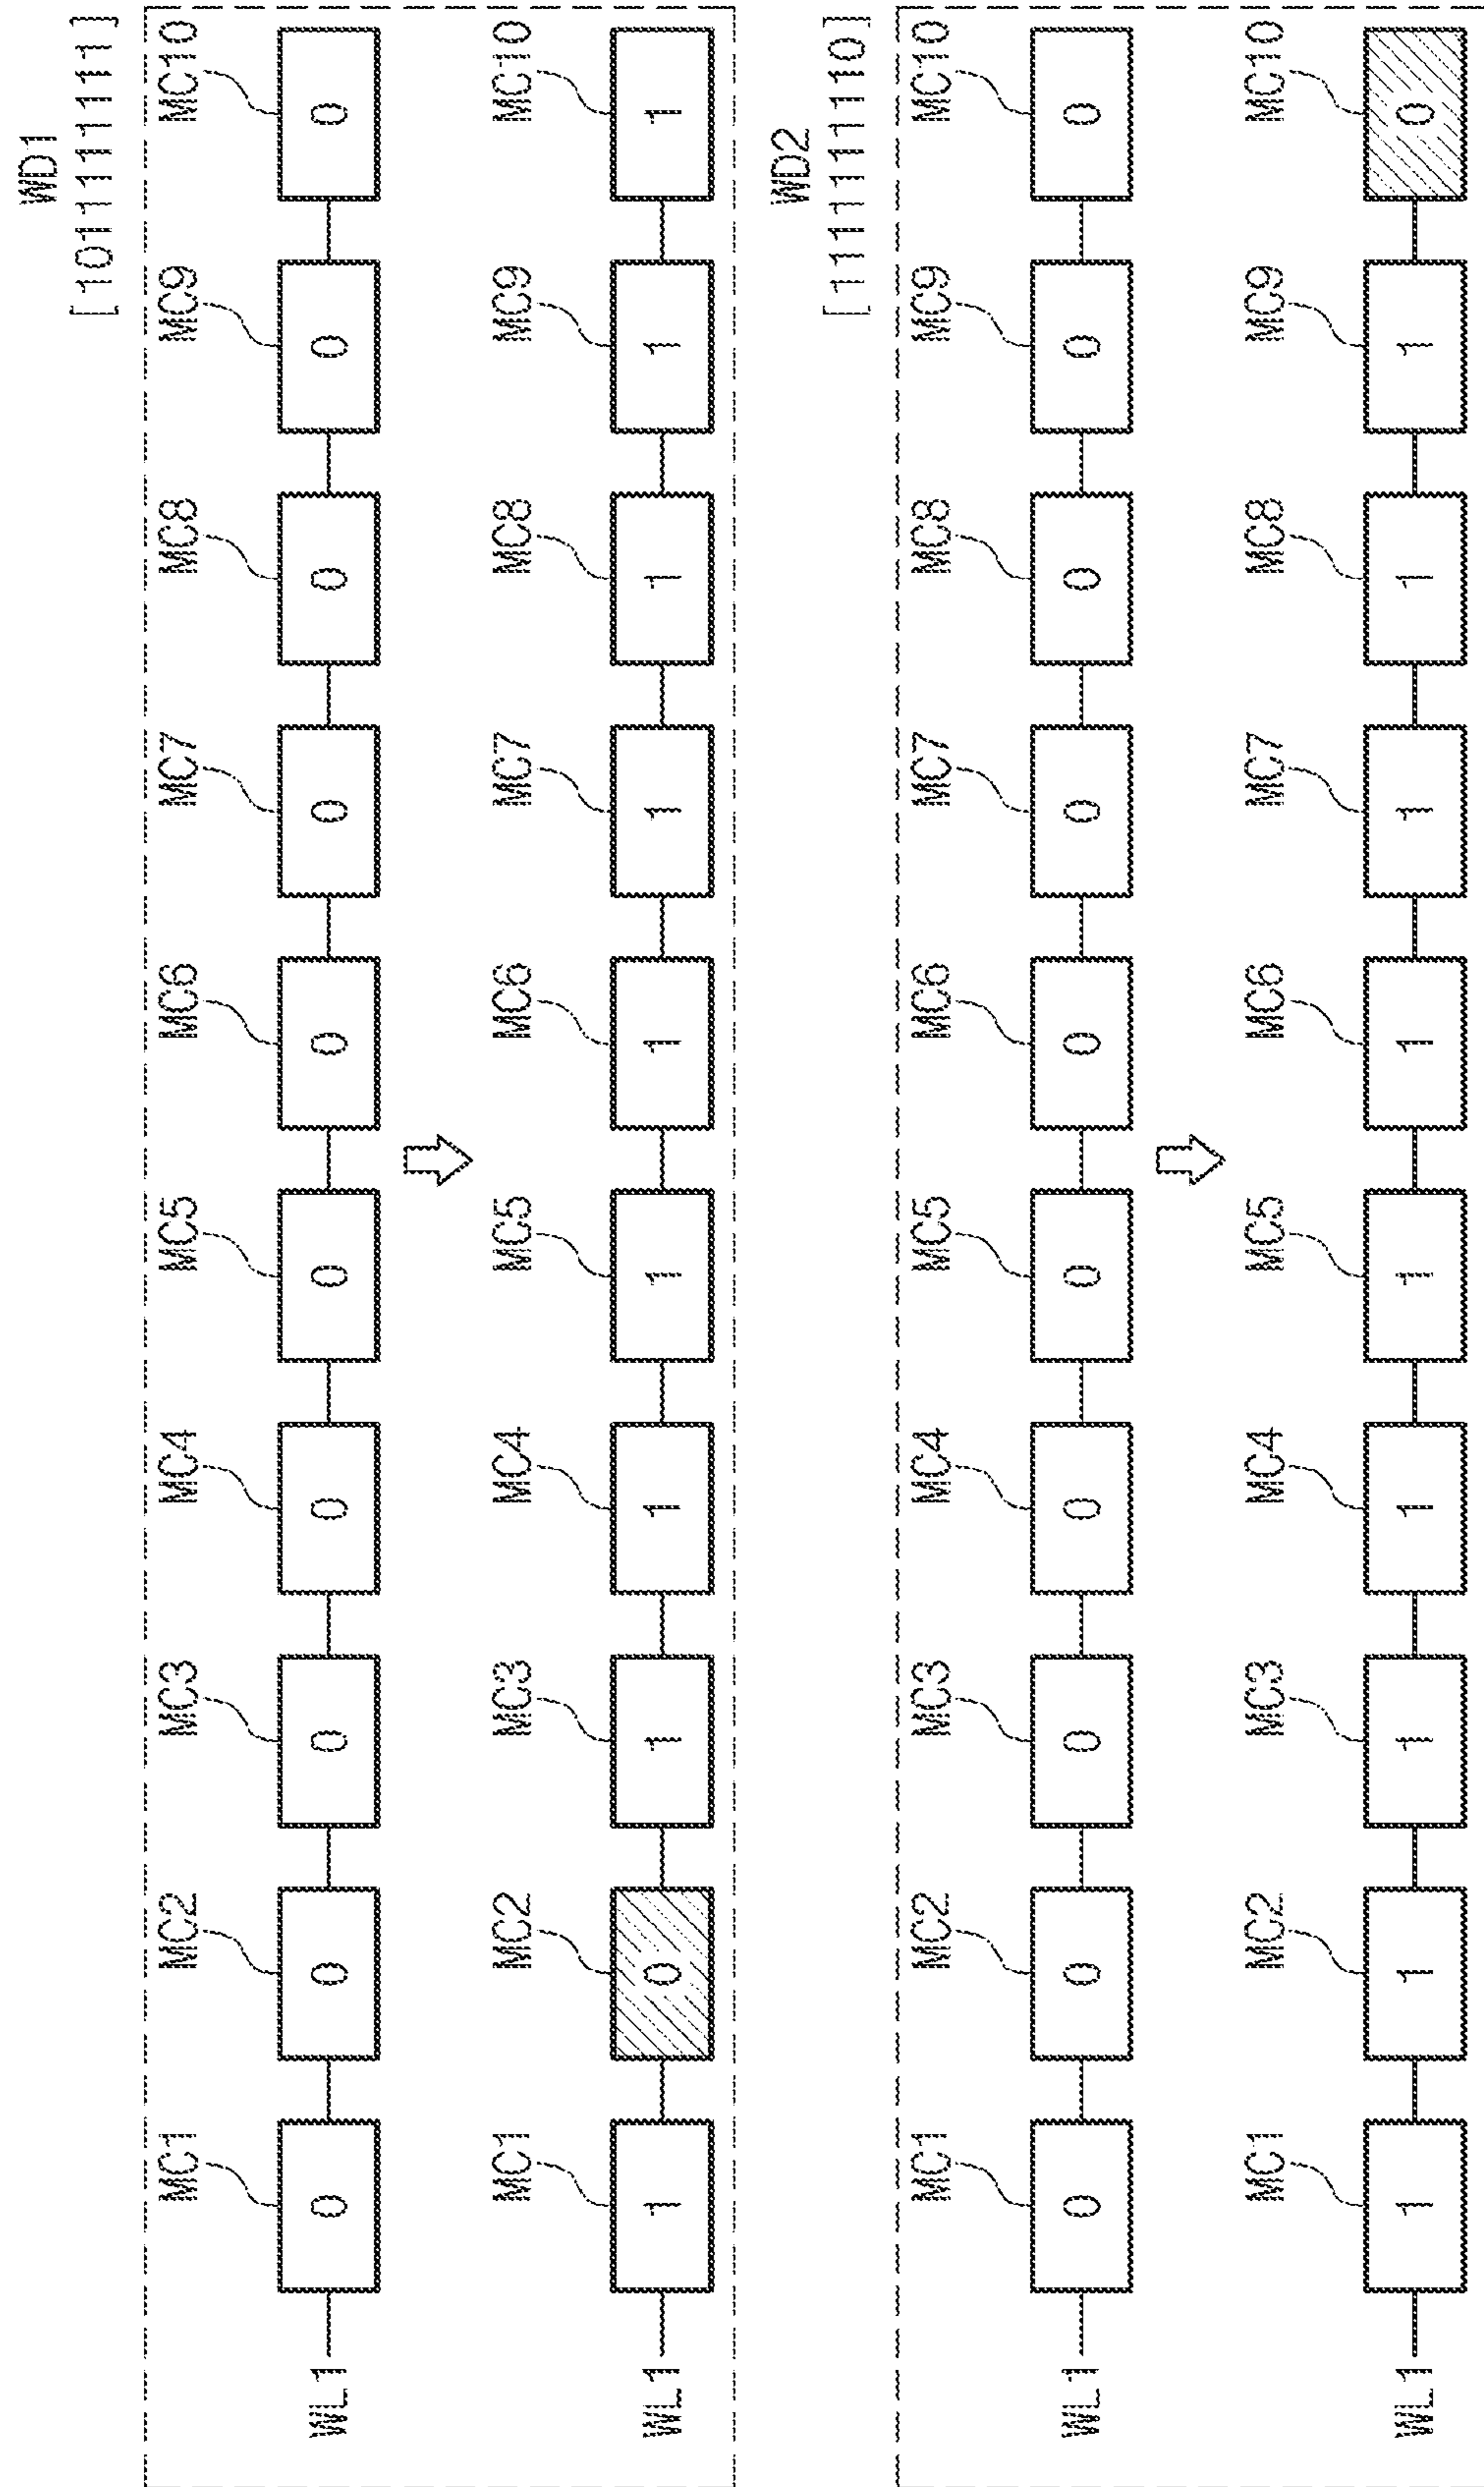 WD1
[1011111111]
MC1 MC2 MC3 MC4 MC5 MC6 MC7 MC8 MC9 MC10
WL1 0 0 0 0 0 0 0 0 0 0
MC1 MC2 MC3 MC4 MC5 MC6 MC7 MC8 MC9 MC10
WL1 1 0 1 1 1 1 1 1 1 1
WD2
[1111111110]
MC1 MC2 MC3 MC4 MC5 MC6 MC7 MC8 MC9 MC10
WL1 0 0 0 0 0 0 0 0 0 0
MC1 MC2 MC3 MC4 MC5 MC6 MC7 MC8 MC9 MC10
WL1 1 1 1 1 1 1 1 1 1 0